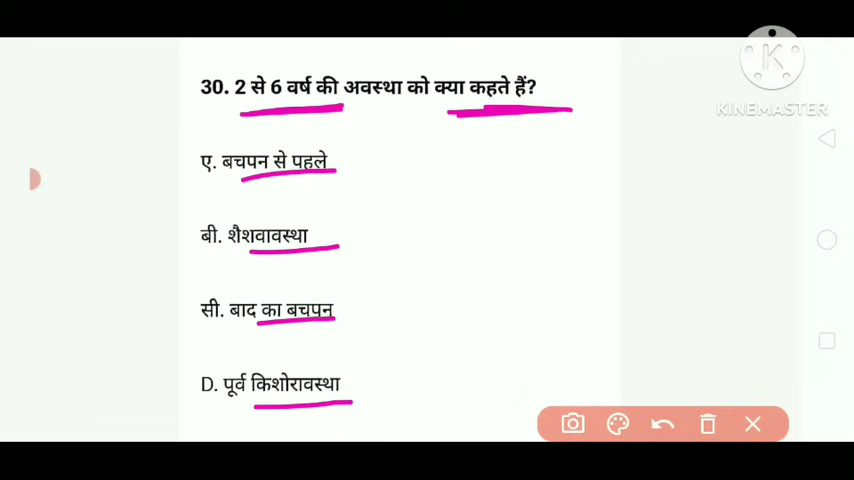 30. 2 से 6 वर्ष की अवस्था को क्या कहते हैं?
KINEMASTER
ए. बचपन से पहले
बी. शैशवावस्था
सी. बाद का बचपन
D. पूर्व किशोरावस्था